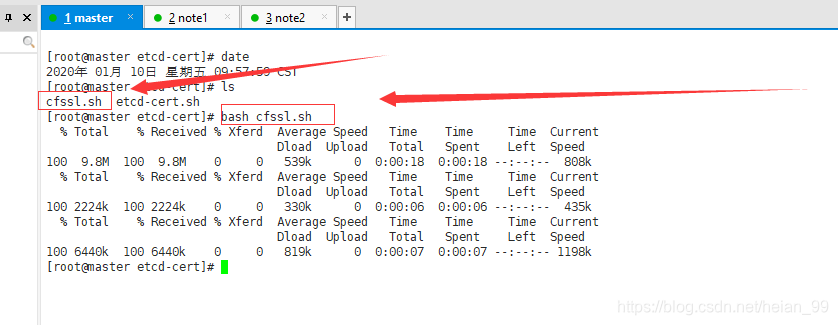 1 master × 2 note1 × 3 note2 ×
[root@master etcd-cert]# date
2020年 01月 10日 星期五 09:57:59 CST
[root@master etcd-cert]# ls
cfssl.sh etcd-cert.sh
[root@master etcd-cert]# bash cfssl.sh
% Total % Received % Xferd Average Speed Time Time Time Current
Dload Upload Total Spent Left Speed
100 9.8M 100 9.8M 0 0 539k 0 0:00:18 0:00:18 --:--:-- 808k
% Total % Received % Xferd Average Speed Time Time Time Current
Dload Upload Total Spent Left Speed
100 2224k 100 2224k 0 0 330k 0 0:00:06 0:00:06 --:--:-- 435k
% Total % Received % Xferd Average Speed Time Time Time Current
Dload Upload Total Spent Left Speed
100 6440k 100 6440k 0 0 819k 0 0:00:07 0:00:07 --:--:-- 1198k
[root@master etcd-cert]#
https://blog.csdn.net/heian_99